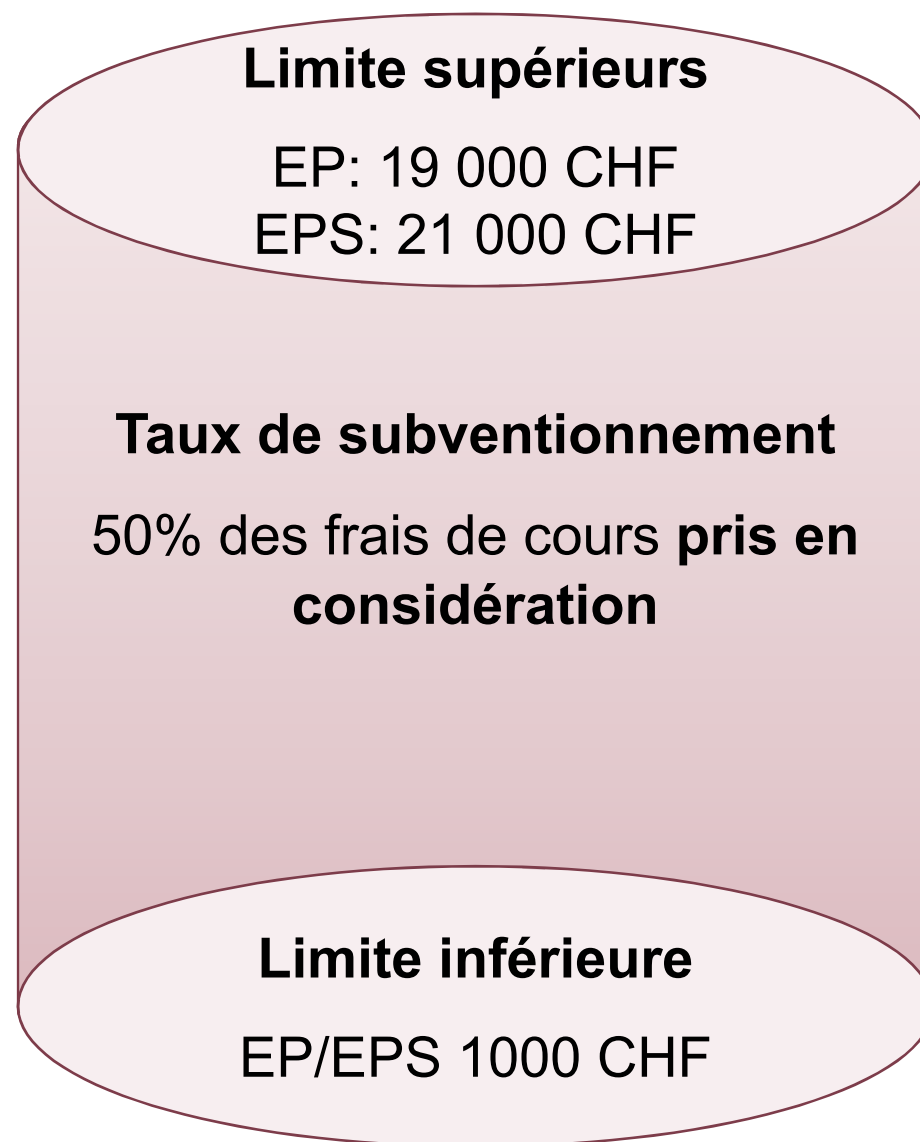 Limite supérieurs
EP: 19 000 CHF
EPS: 21 000 CHF
Taux de subventionnement
50% des frais de cours pris en
considération
Limite inférieure
EP/EPS 1000 CHF